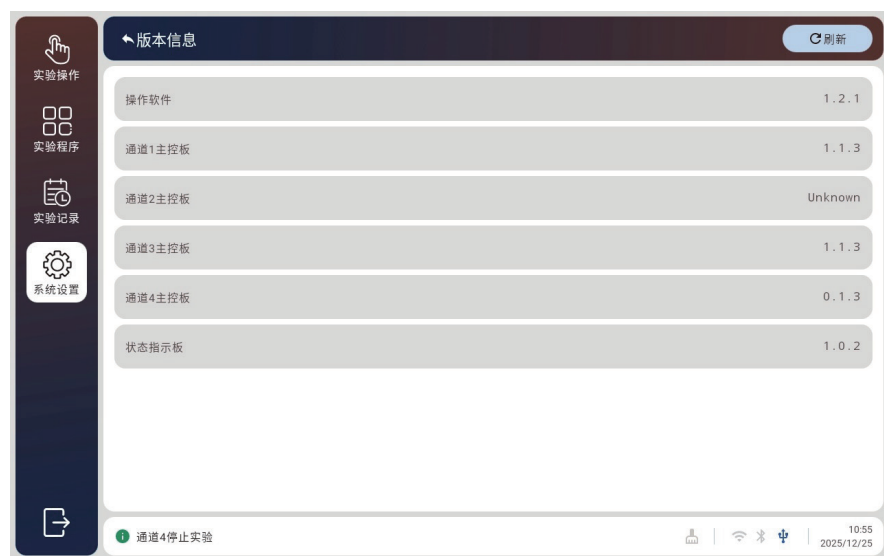 版本信息
刷新
实验操作
实验程序
实验记录
系统设置
操作软件 1.2.1
通道1主控板 1.1.3
通道2主控板 Unknown
通道3主控板 1.1.3
通道4主控板 0.1.3
状态指示板 1.0.2
通道4停止实验
10:55
2025/12/25